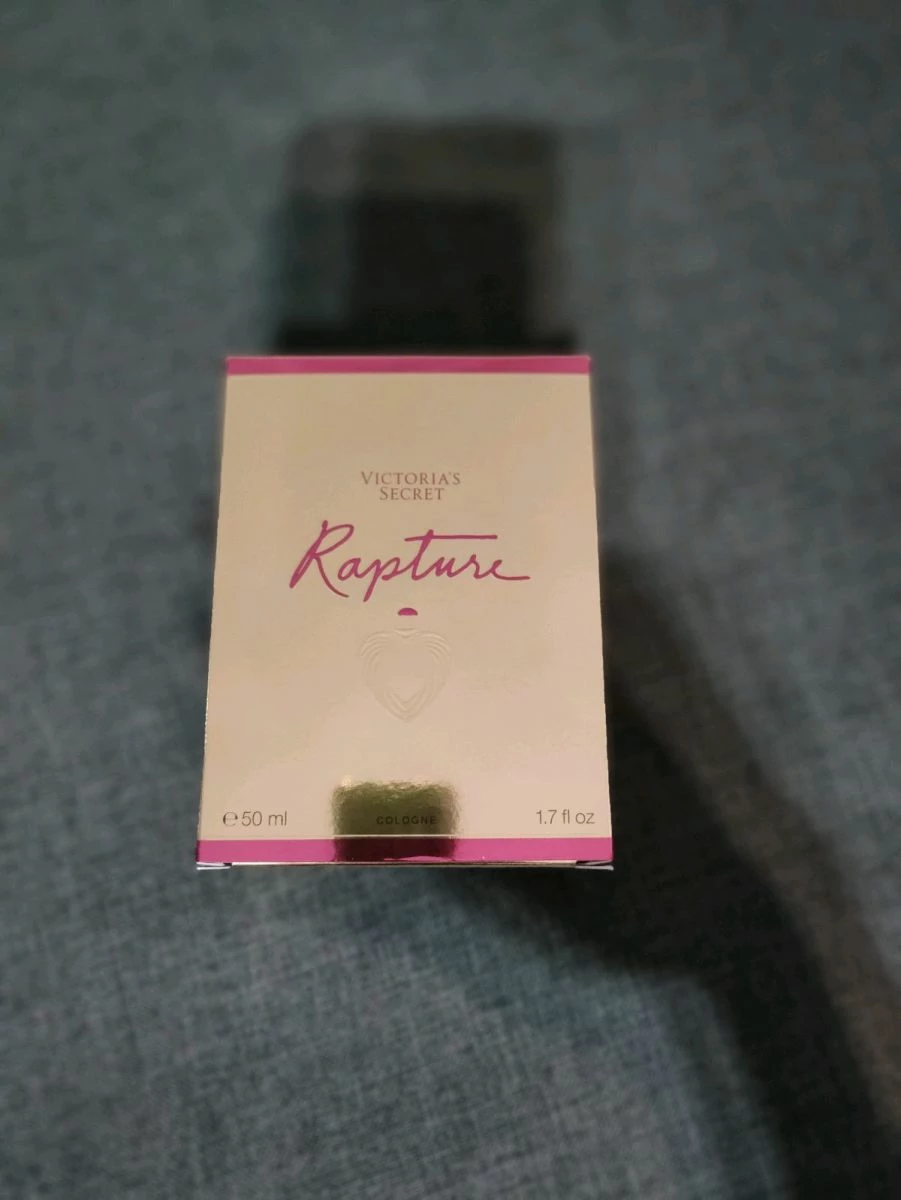 VICTORIA'S
SECRET
Rapture
℮ 50 ml COLOGNE 1.7 fl oz